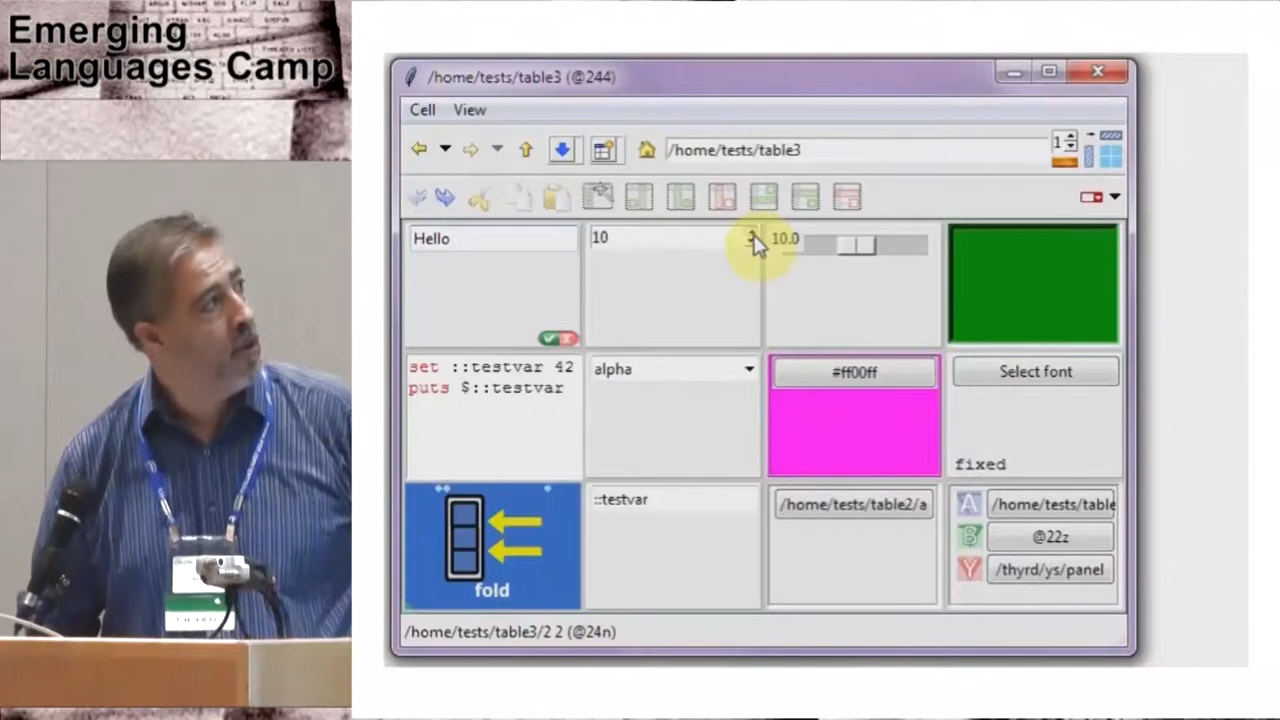 Emerging
Languages Camp
/home/tests/table3 (@244)
Cell View
/home/tests/table3
1
Hello
10
10.0
set ::testvar 42
puts $::testvar
alpha
#ff00ff
Select font
fixed
fold
::testvar
/home/tests/table2/a
A /home/tests/table
B @22z
Y /thyrd/ys/panel
/home/tests/table3/2 2 (@24n)